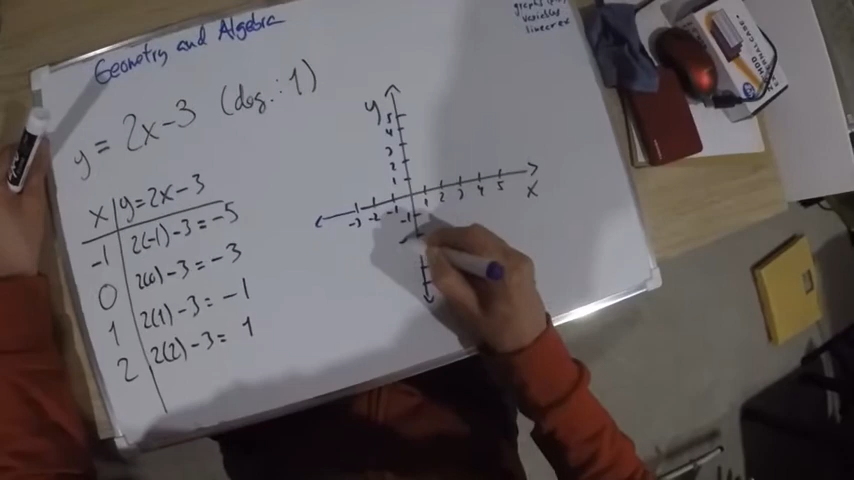 Geometry and Algebra
y = 2x-3 (deg.: 1)
x | y=2x-3
-1 | 2(-1)-3 = -5
0 | 2(0)-3 = -3
1 | 2(1)-3 = -1
2 | 2(2)-3 = 1
y
5
4
3
2
1
-3 -2 -1 1 2 3 4 5
x
-1
variables